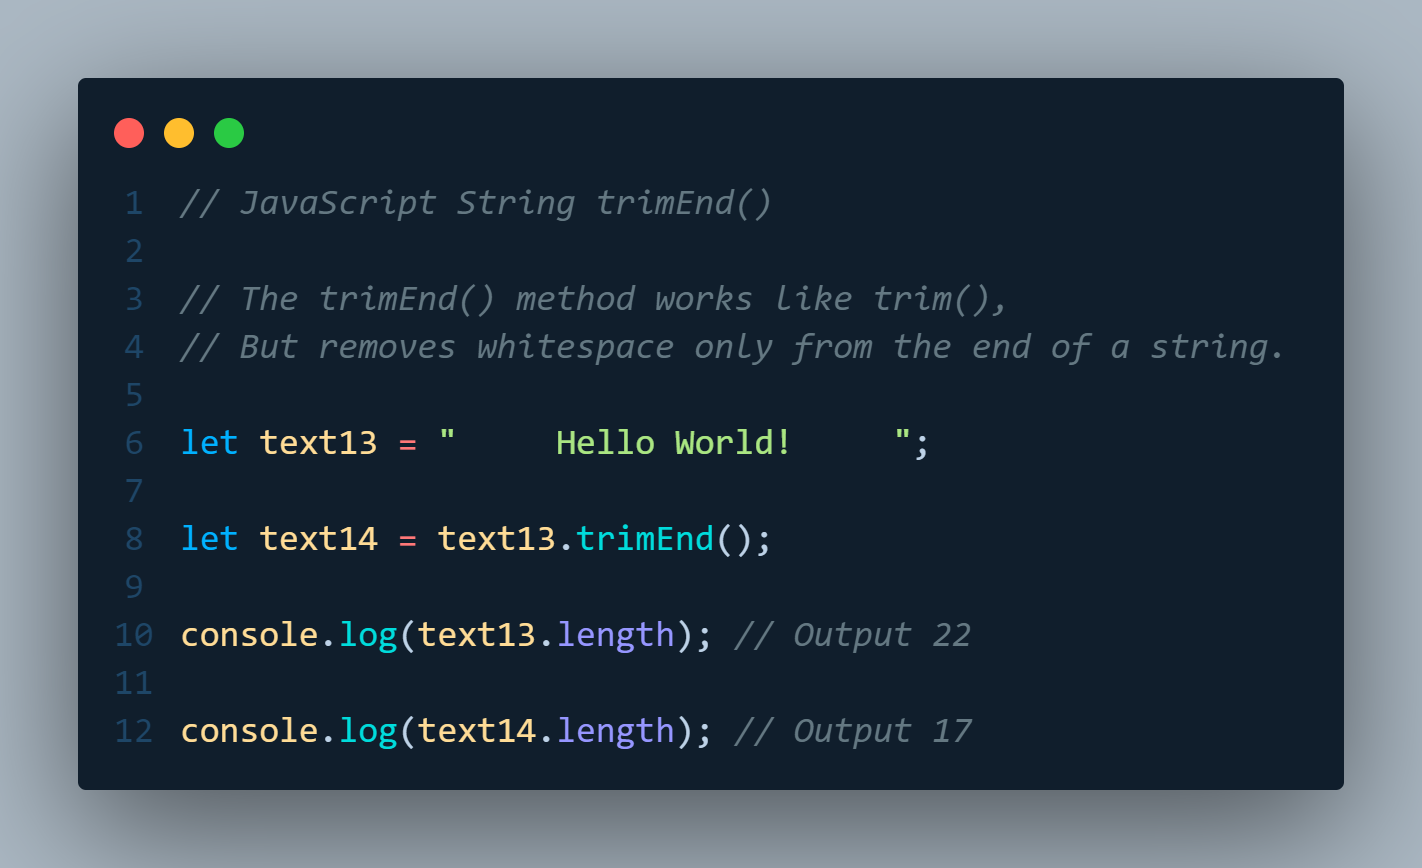 1 // JavaScript String trimEnd()
2
3 // The trimEnd() method works like trim(),
4 // But removes whitespace only from the end of a string.
5
6 let text13 = "     Hello World!     ";
7
8 let text14 = text13.trimEnd();
9
10 console.log(text13.length); // Output 22
11
12 console.log(text14.length); // Output 17